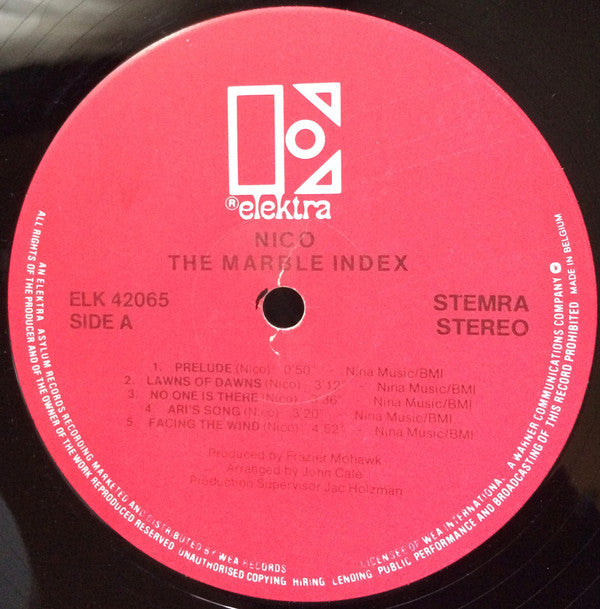 ® elektra
NICO
THE MARBLE INDEX
ELK 42065
SIDE A
STEMRA
STEREO
1. PRELUDE (Nico) 0'50" - Nina Music/BMI
2. LAWNS OF DAWNS (Nico) 3'12" - Nina Music/BMI
3. NO ONE IS THERE (Nico) 3'36" - Nina Music/BMI
4. ARI'S SONG (Nico) 3'20" - Nina Music/BMI
5. FACING THE WIND (Nico) 4'52" - Nina Music/BMI
Produced by Frazier Mohawk
Arranged by John Cale
Production Supervisor Jac Holzman
AN ELEKTRA ASYLUM RECORDS RECORDING MARKETED AND DISTRIBUTED BY WEA RECORDS LICENSEE OF WEA INTERNATIONAL A WARNER COMMUNICATIONS COMPANY MADE IN BELGIUM
ALL RIGHTS OF THE PRODUCER AND OF THE OWNER OF THE WORK REPRODUCED RESERVED UNAUTHORISED COPYING HIRING LENDING PUBLIC PERFORMANCE AND BROADCASTING OF THIS RECORD PROHIBITED